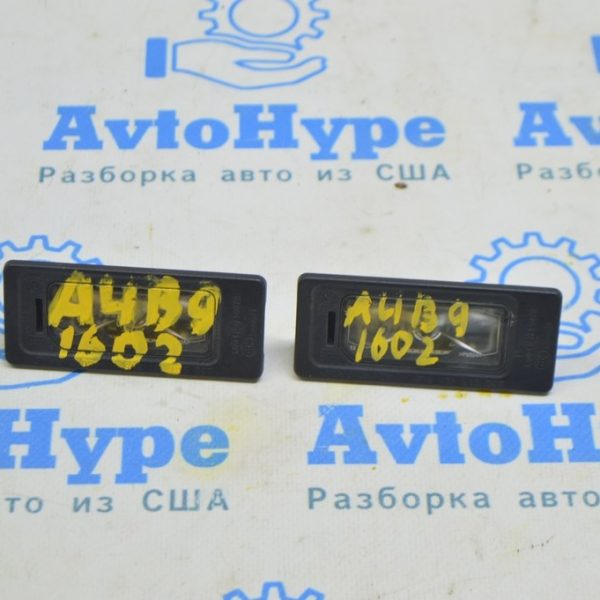 AvtoHype
Разборка авто из США
Av
Разбо
A4B9
1602
A4B9
1602
Hype
то из США
AvtoH
Разборка авто